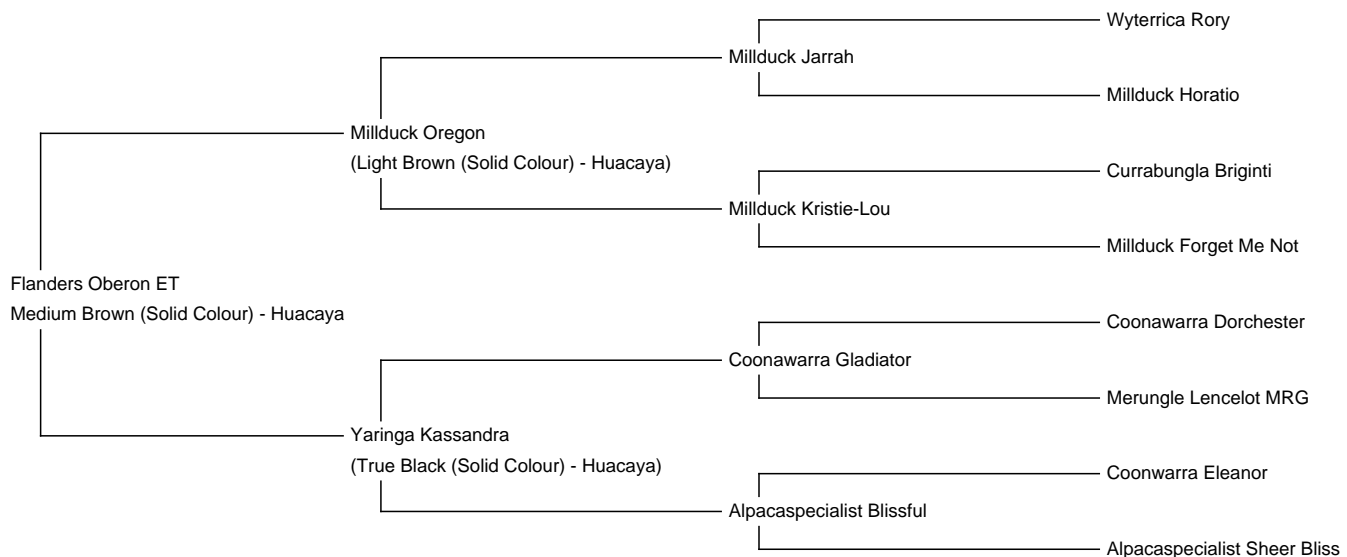 Wyterrica Rory
Millduck Jarrah
Millduck Horatio
Millduck Oregon
(Light Brown (Solid Colour) - Huacaya)
Currabungla Briginti
Millduck Kristie-Lou
Millduck Forget Me Not
Flanders Oberon ET
Medium Brown (Solid Colour) - Huacaya
Coonawarra Dorchester
Coonawarra Gladiator
Merungle Lencelot MRG
Yaringa Kassandra
(True Black (Solid Colour) - Huacaya)
Coonwarra Eleanor
Alpacaspecialist Blissful
Alpacaspecialist Sheer Bliss